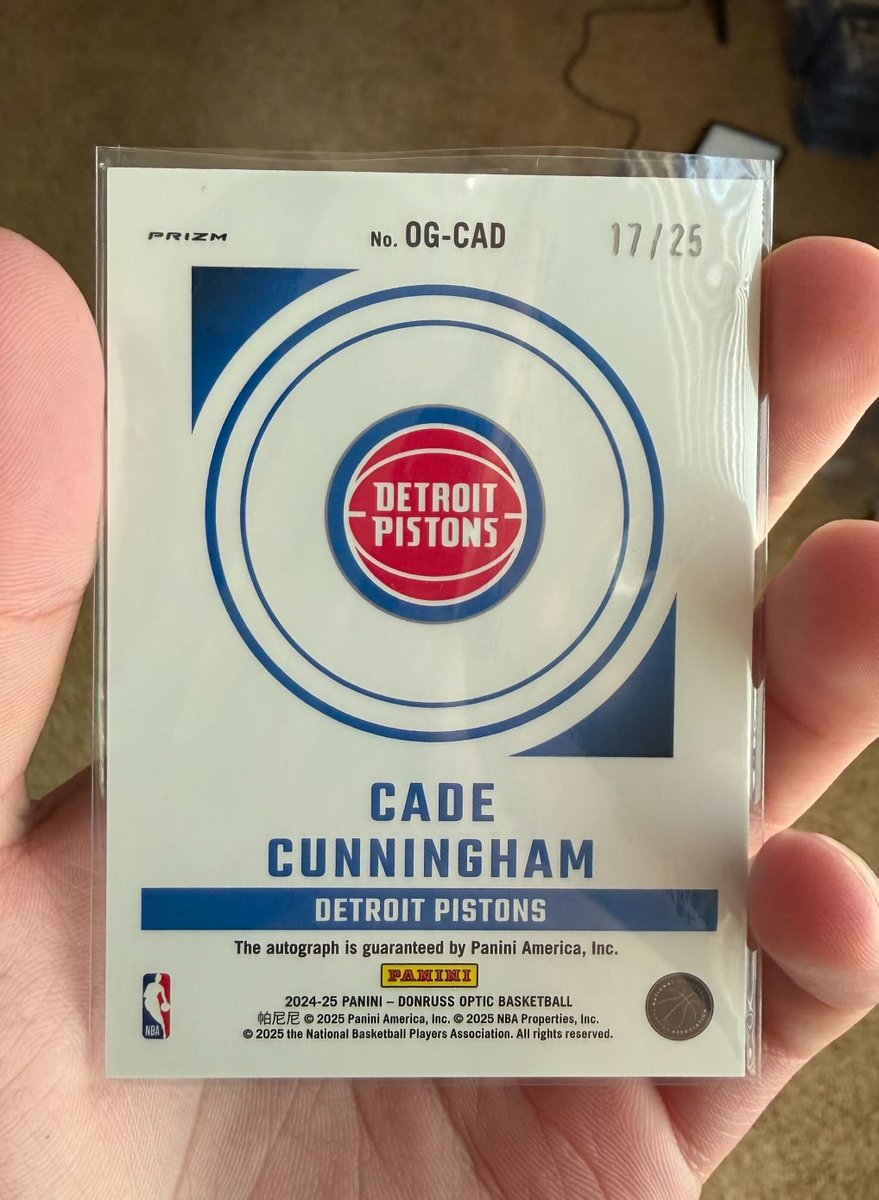 PRIZM
No. OG-CAD
17/25
DETROIT
PISTONS
CADE
CUNNINGHAM
DETROIT PISTONS
The autograph is guaranteed by Panini America, Inc.
PANINI
2024-25 PANINI – DONRUSS OPTIC BASKETBALL
帕尼尼 © 2025 Panini America, Inc. © 2025 NBA Properties, Inc.
© 2025 the National Basketball Players Association. All rights reserved.
NBA